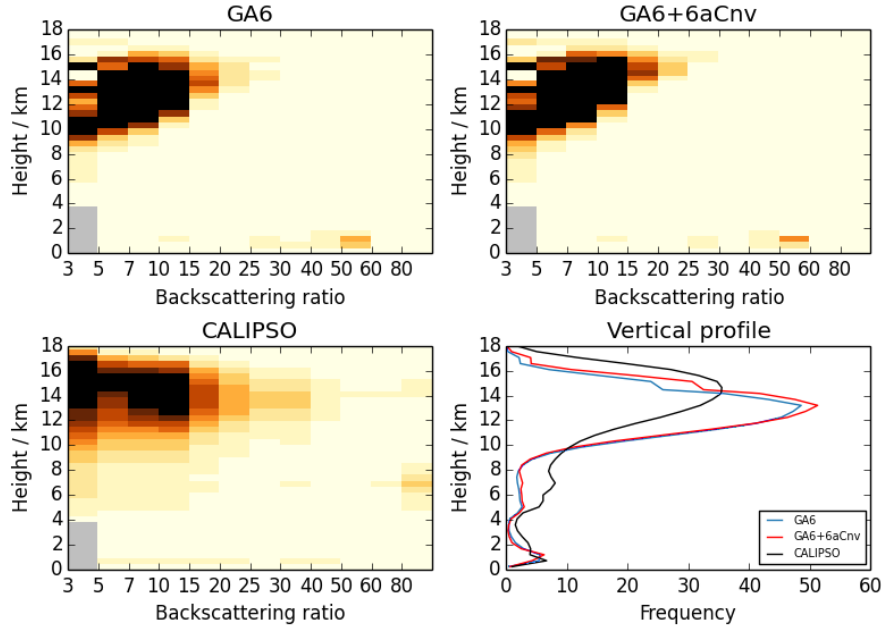 GA6
GA6+6aCnv
18
16
14
12
10
8
6
4
2
0
Height / km
3 5 7 10 15 20 25 30 40 50 60 80
Backscattering ratio
18
16
14
12
10
8
6
4
2
0
Height / km
3 5 7 10 15 20 25 30 40 50 60 80
Backscattering ratio
CALIPSO
Vertical profile
18
16
14
12
10
8
6
4
2
0
Height / km
3 5 7 10 15 20 25 30 40 50 60 80
Backscattering ratio
18
16
14
12
10
8
6
4
2
0
Height / km
GA6
GA6+6aCnv
CALIPSO
0 10 20 30 40 50 60
Frequency